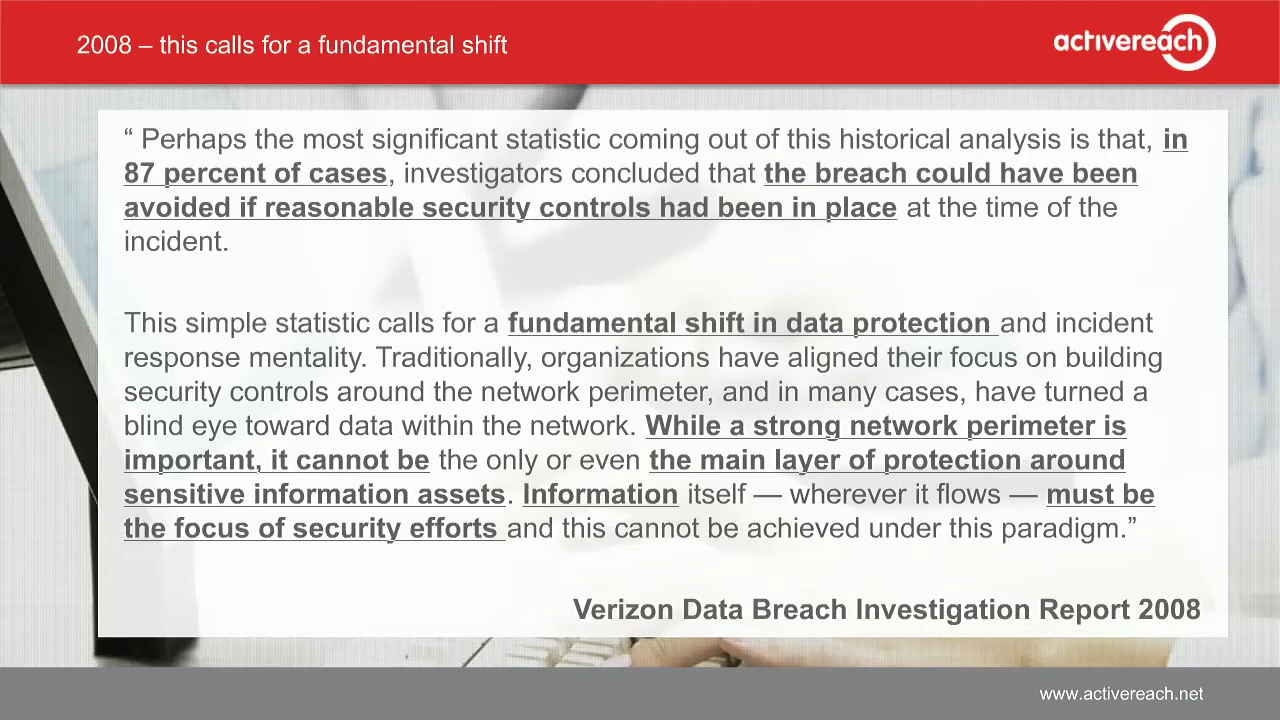 2008 – this calls for a fundamental shift
activereach
“ Perhaps the most significant statistic coming out of this historical analysis is that, in
87 percent of cases, investigators concluded that the breach could have been
avoided if reasonable security controls had been in place at the time of the
incident.
This simple statistic calls for a fundamental shift in data protection and incident
response mentality. Traditionally, organizations have aligned their focus on building
security controls around the network perimeter, and in many cases, have turned a
blind eye toward data within the network. While a strong network perimeter is
important, it cannot be the only or even the main layer of protection around
sensitive information assets. Information itself — wherever it flows — must be
the focus of security efforts and this cannot be achieved under this paradigm.”
Verizon Data Breach Investigation Report 2008
www.activereach.net